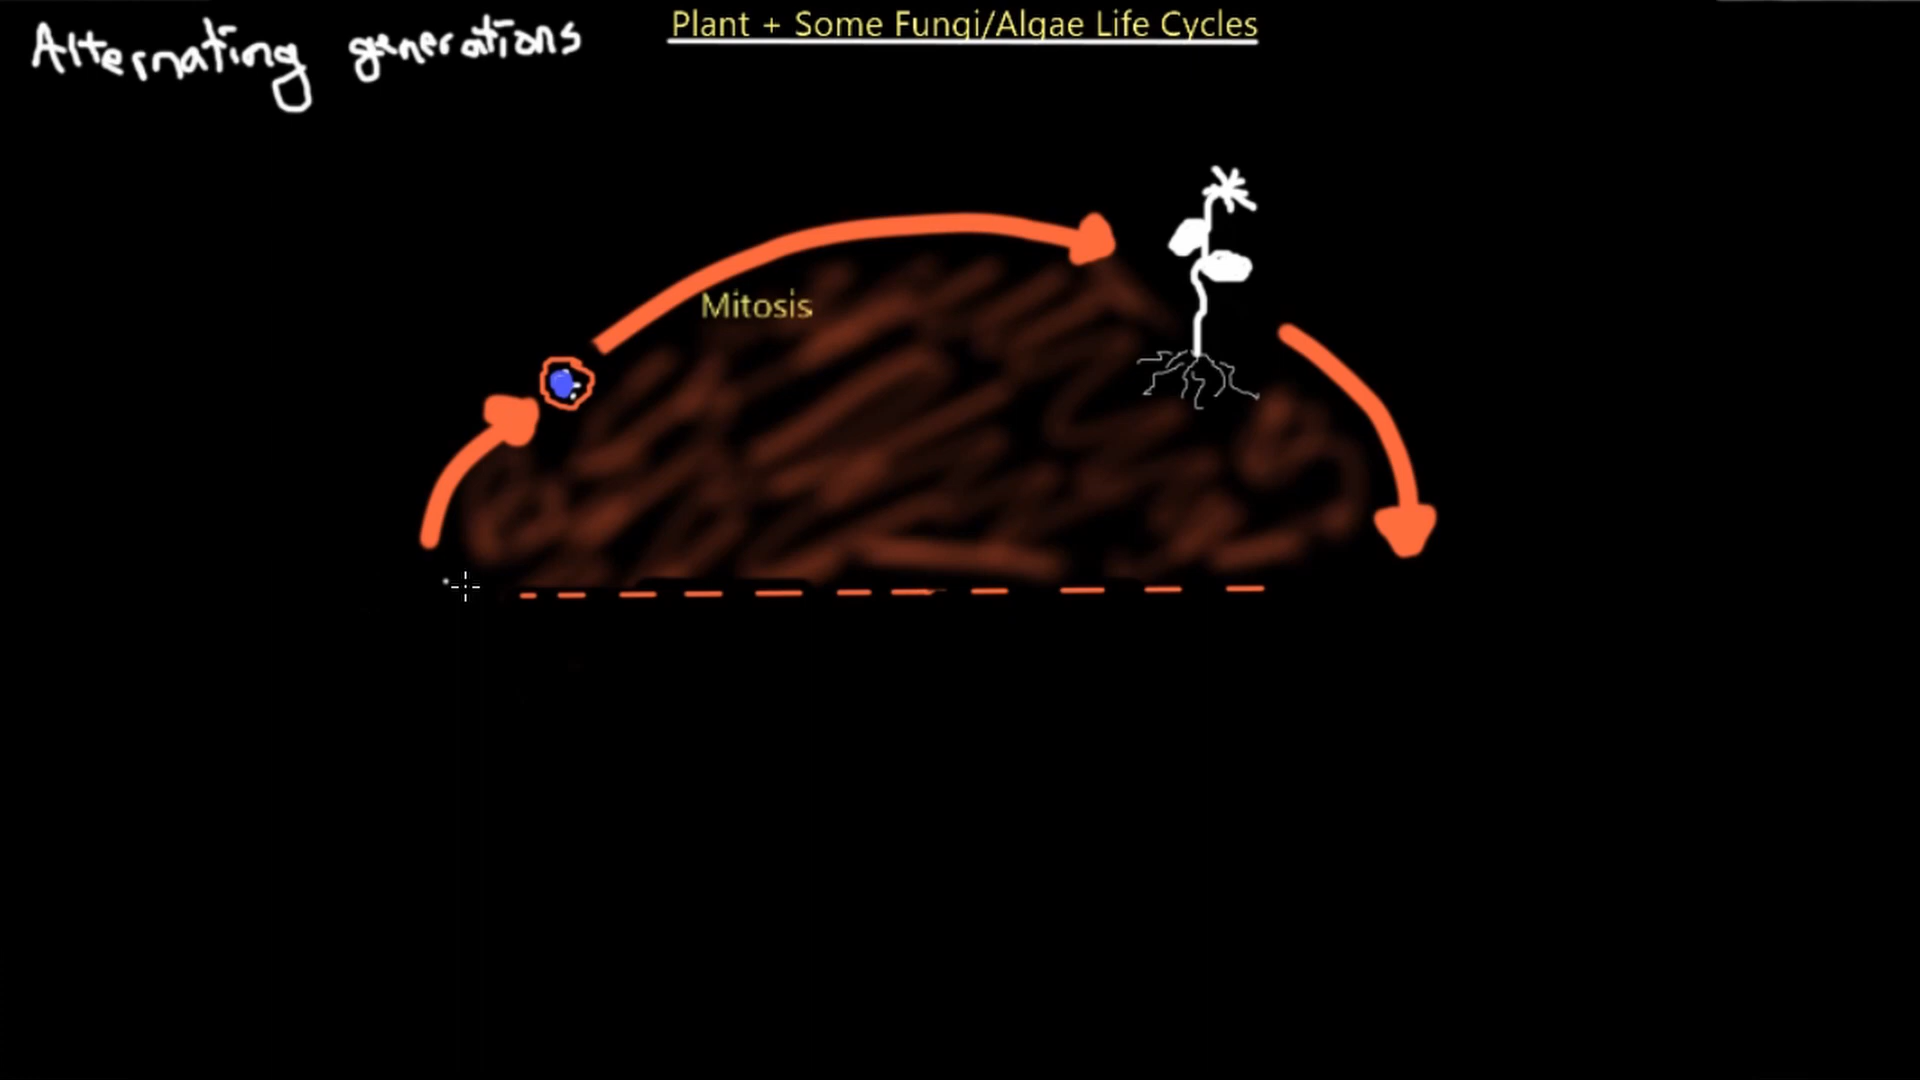 Alternating generations
Plant + Some Fungi/Algae Life Cycles
Mitosis